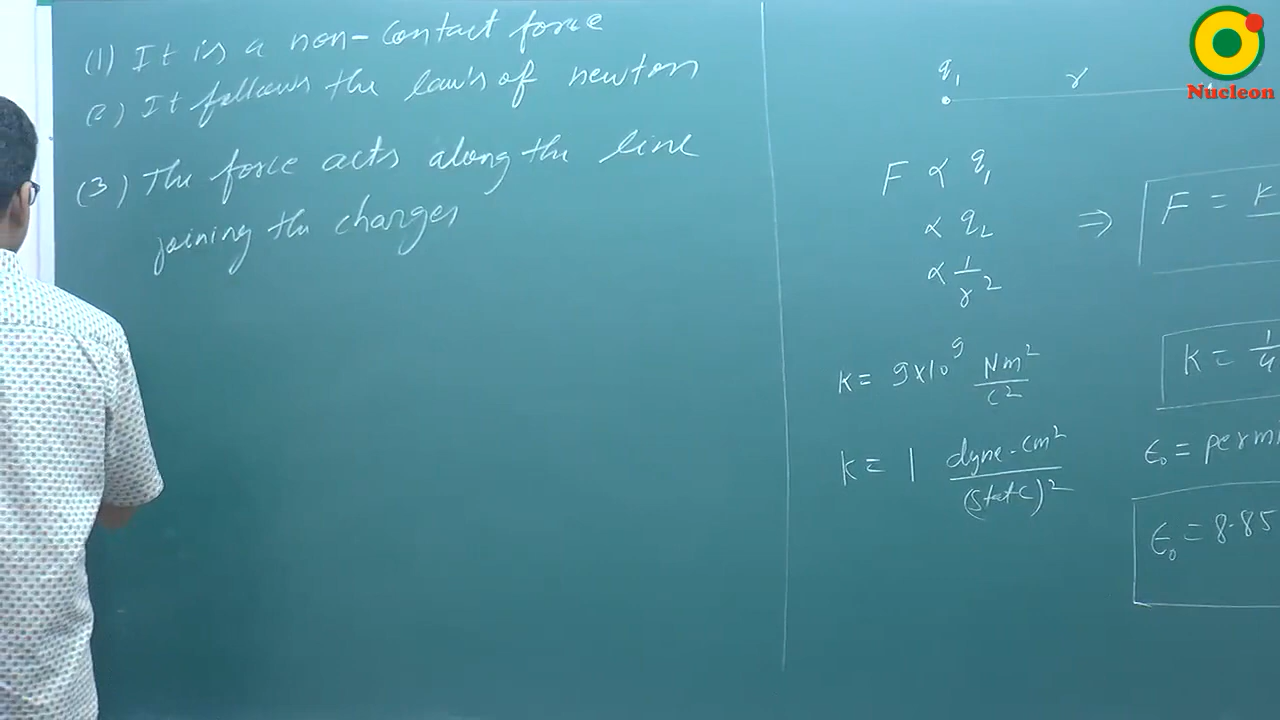 (1) It is a non-contact force
(2) It follows the law's of newton
(3) The force acts along the line
joining the charges
q₁ r
F ∝ q₁
∝ q₂
∝ 1/r²
⇒ F = K
K = 9×10⁹ Nm²/C²
K = 1/4
K = 1 dyne-cm²/(statC)²
ε₀ = permi
ε₀ = 8.85
Nucleon